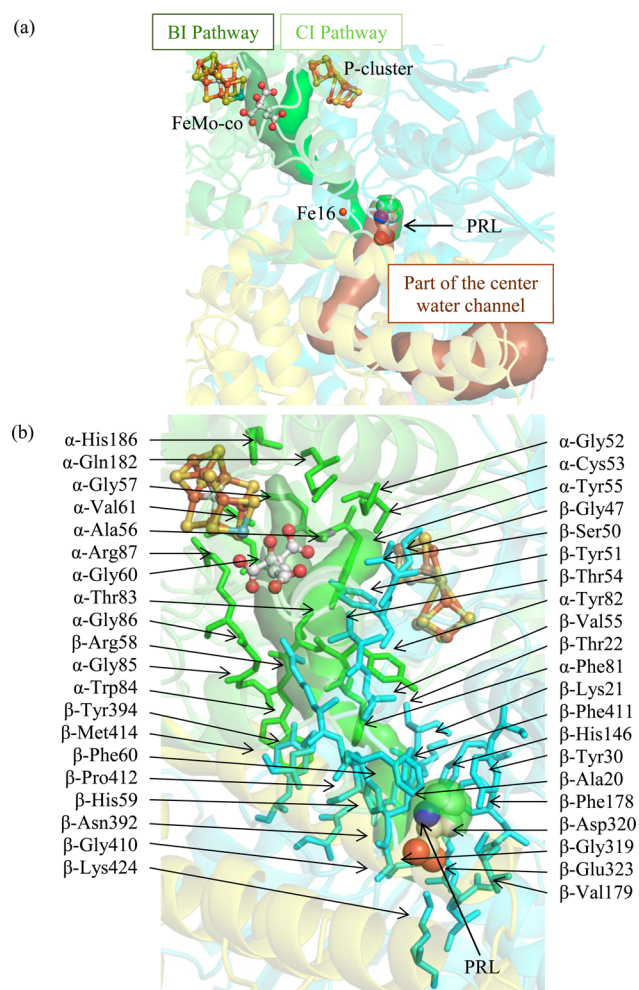 (a)
BI Pathway
CI Pathway
P-cluster
FeMo-co
Fe16
PRL
Part of the center
water channel
(b)
α-His186
α-Gln182
α-Gly57
α-Val61
α-Ala56
α-Arg87
α-Gly60
α-Thr83
α-Gly86
β-Arg58
α-Gly85
α-Trp84
β-Tyr394
β-Met414
β-Phe60
β-Pro412
β-His59
β-Asn392
β-Gly410
β-Lys424
α-Gly52
α-Cys53
α-Tyr55
β-Gly47
β-Ser50
β-Tyr51
β-Thr54
α-Tyr82
β-Val55
β-Thr22
α-Phe81
β-Lys21
β-Phe411
β-His146
β-Tyr30
β-Ala20
β-Phe178
β-Asp320
β-Gly319
β-Glu323
β-Val179
PRL